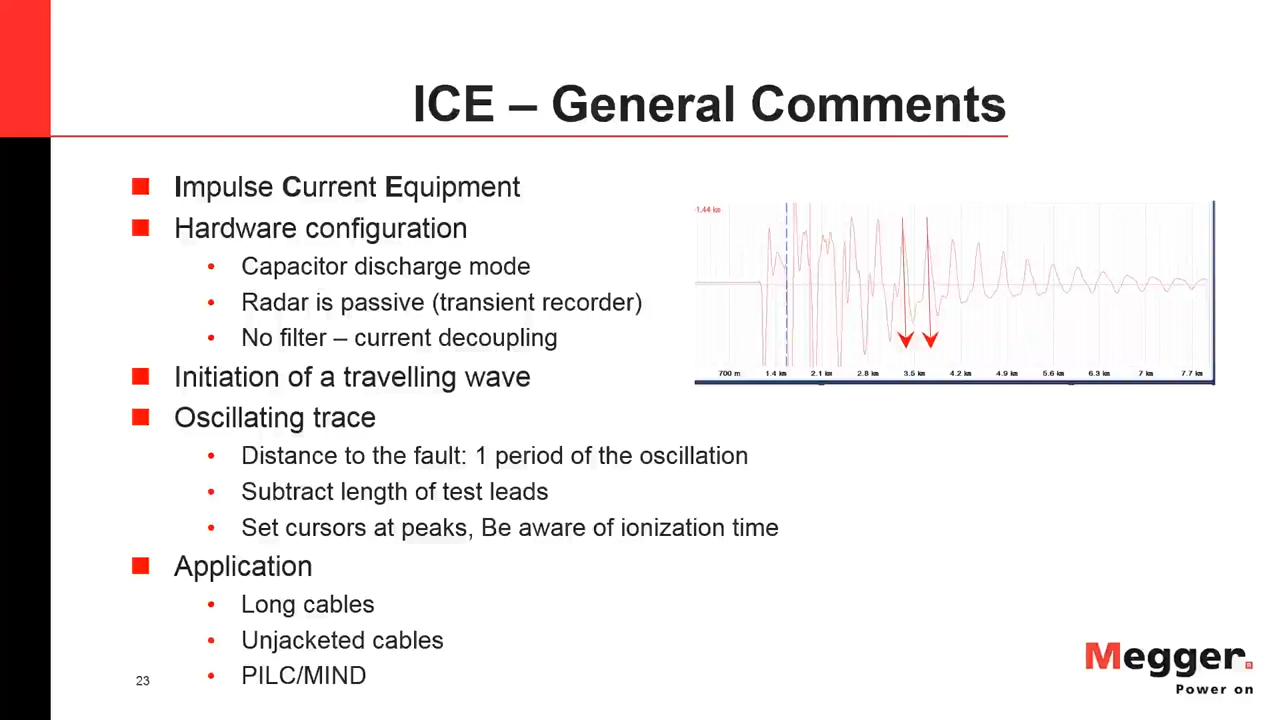 ICE – General Comments
Impulse Current Equipment
Hardware configuration
Capacitor discharge mode
Radar is passive (transient recorder)
No filter – current decoupling
Initiation of a travelling wave
Oscillating trace
Distance to the fault: 1 period of the oscillation
Subtract length of test leads
Set cursors at peaks, Be aware of ionization time
Application
Long cables
Unjacketed cables
PILC/MIND
-1.44 km
700 m 1.4 km 2.1 km 2.8 km 3.5 km 4.2 km 4.9 km 5.6 km 6.3 km 7 km 7.7 km
23
Megger.
Power on